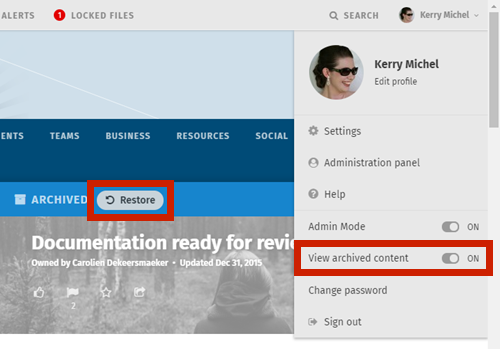 ALERTS 1 LOCKED FILES SEARCH Kerry Michel
Kerry Michel
Edit profile
ENTS TEAMS BUSINESS RESOURCES SOCIAL
Settings
Administration panel
Help
ARCHIVED Restore
Admin Mode ON
Documentation ready for revie
View archived content ON
Owned by Carolien Dekeersmaeker • Updated Dec 31, 2015
Change password
2
Sign out